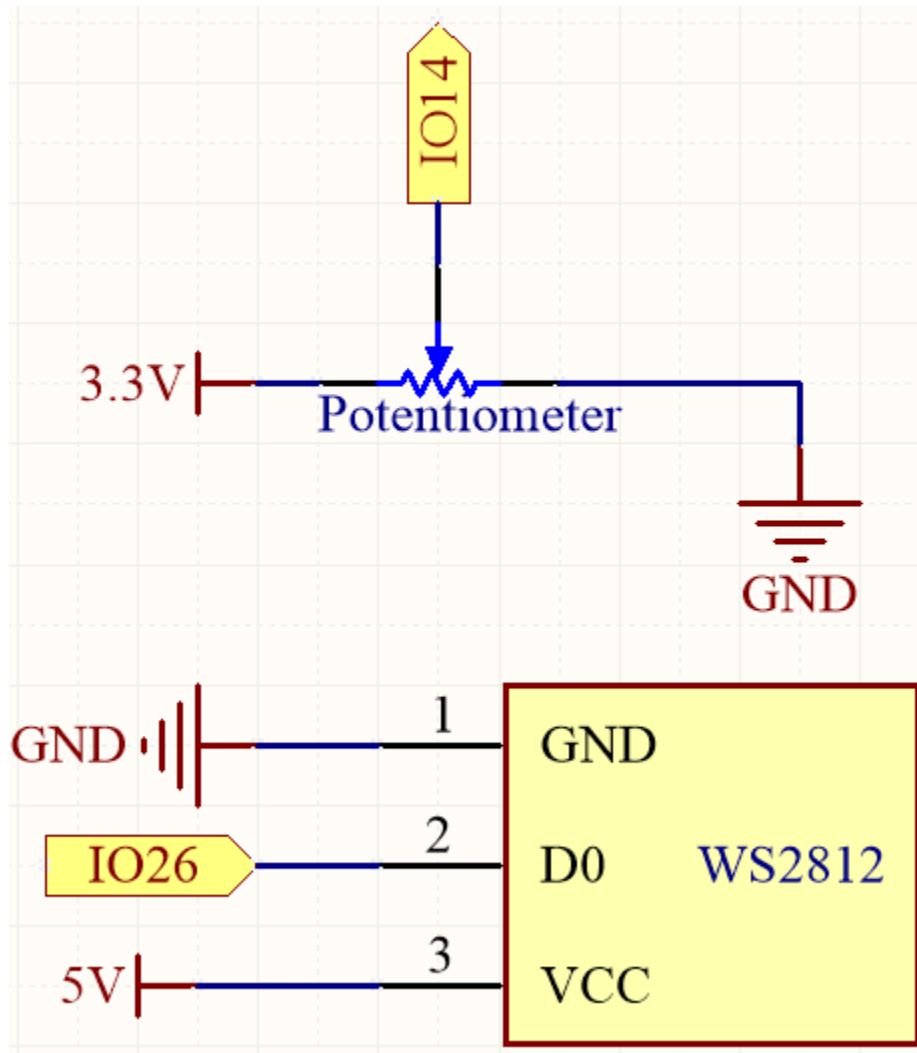 IO14
3.3V
Potentiometer
GND
1
GND
GND
2
IO26
D0
WS2812
3
5V
VCC